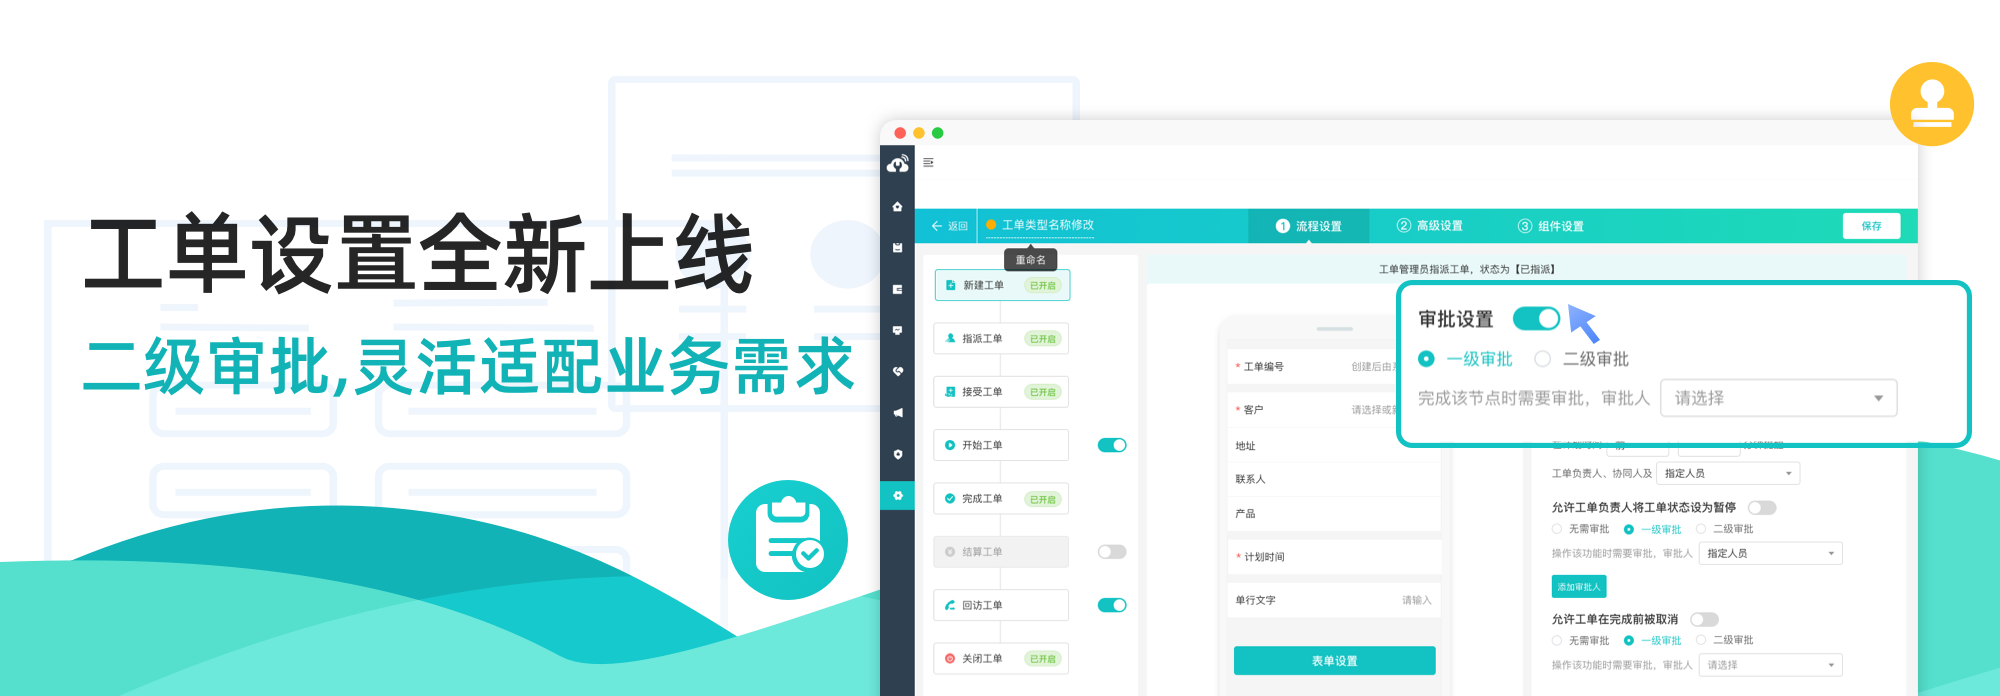 工单设置全新上线
二级审批,灵活适配业务需求
返回
工单类型名称修改
1 流程设置
2 高级设置
3 组件设置
保存
重命名
新建工单 已开启
指派工单 已开启
接受工单 已开启
开始工单
完成工单 已开启
结算工单
回访工单
关闭工单 已开启
工单管理员指派工单，状态为【已指派】
* 工单编号 创建后由
* 客户 请选择或
地址
联系人
产品
* 计划时间
单行文字 请输入
表单设置
审批设置
一级审批 二级审批
完成该节点时需要审批，审批人 请选择
工单负责人、协同人及 指定人员
允许工单负责人将工单状态设为暂停
无需审批 一级审批 二级审批
操作该功能时需要审批，审批人 指定人员
添加审批人
允许工单在完成前被取消
无需审批 一级审批 二级审批
操作该功能时需要审批，审批人 请选择